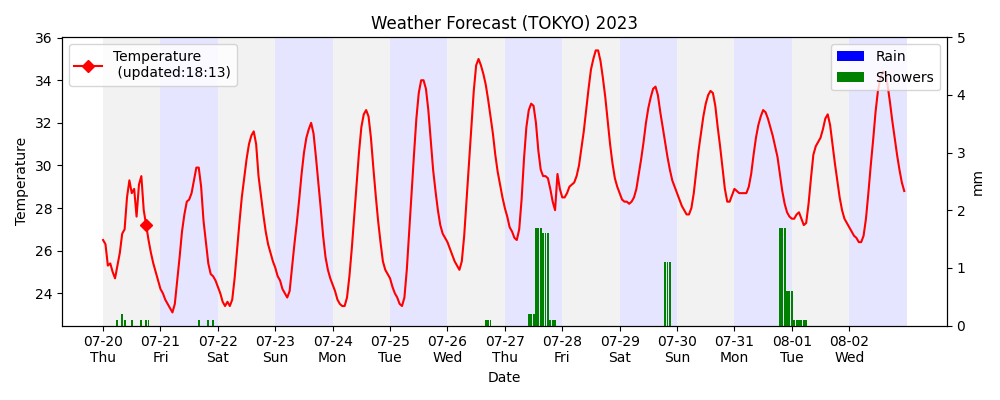 Weather Forecast (TOKYO) 2023
Temperature
(updated:18:13)
Rain
Showers
36
34
32
30
28
26
24
Temperature
5
4
3
2
1
0
mm
07-20 07-21 07-22 07-23 07-24 07-25 07-26 07-27 07-28 07-29 07-30 07-31 08-01 08-02
Thu Fri Sat Sun Mon Tue Wed Thu Fri Sat Sun Mon Tue Wed
Date